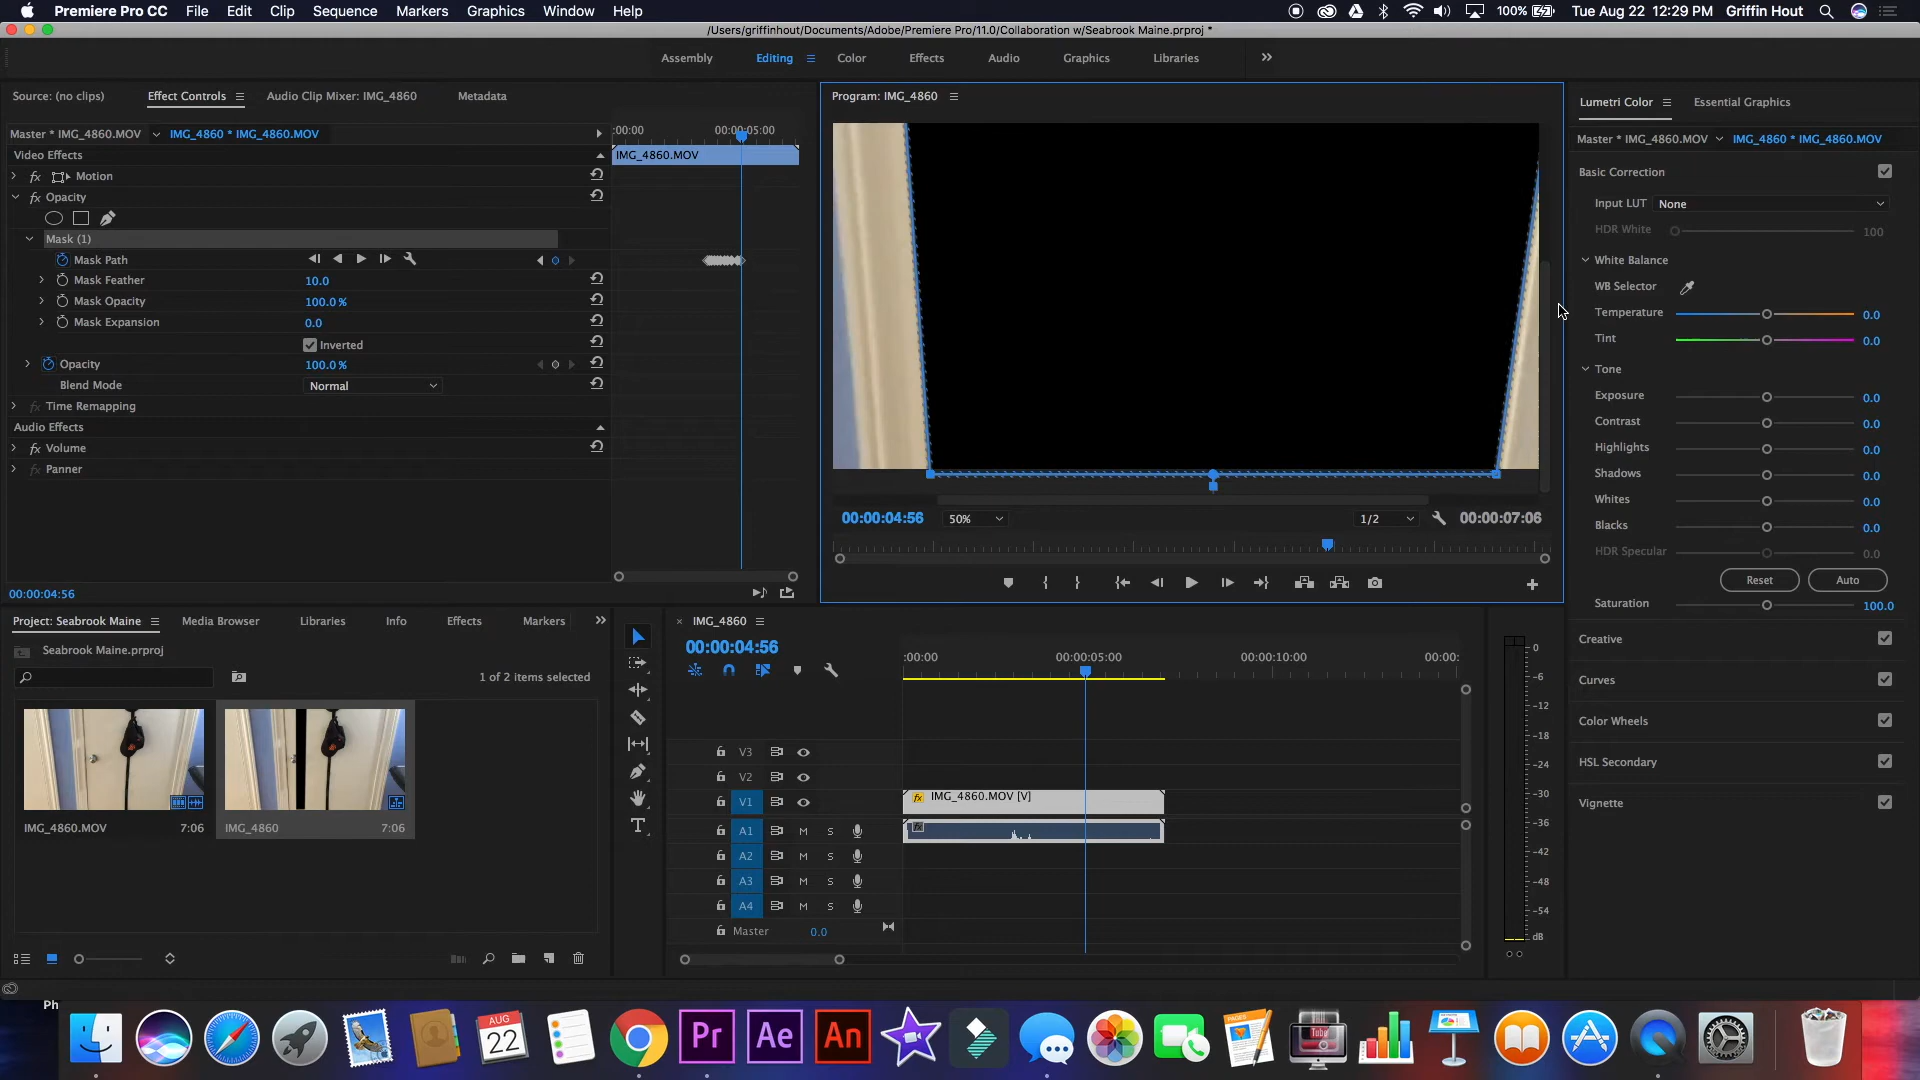 Premiere Pro CC File Edit Clip Sequence Markers Graphics Window Help 100% Tue Aug 22 12:29 PM Griffin Hout
/Users/griffinhout/Documents/Adobe/Premiere Pro/11.0/Collaboration w/Seabrook Maine.prproj *
Assembly Editing Color Effects Audio Graphics Libraries
Source: (no clips) Effect Controls Audio Clip Mixer: IMG_4860 Metadata
Master * IMG_4860.MOV IMG_4860 * IMG_4860.MOV
:00:00 00:00:05:00
Video Effects
IMG_4860.MOV
fx Motion
fx Opacity
Mask (1)
Mask Path
Mask Feather 10.0
Mask Opacity 100.0 %
Mask Expansion 0.0
Inverted
Opacity 100.0 %
Blend Mode Normal
fx Time Remapping
Audio Effects
fx Volume
fx Panner
00:00:04:56
Program: IMG_4860
00:00:04:56 50% 1/2 00:00:07:06
Lumetri Color Essential Graphics
Master * IMG_4860.MOV IMG_4860 * IMG_4860.MOV
Basic Correction
Input LUT None
HDR White 100
White Balance
WB Selector
Temperature 0.0
Tint 0.0
Tone
Exposure 0.0
Contrast 0.0
Highlights 0.0
Shadows 0.0
Whites 0.0
Blacks 0.0
HDR Specular 0.0
Reset Auto
Saturation 100.0
Creative
Curves
Color Wheels
HSL Secondary
Vignette
Project: Seabrook Maine Media Browser Libraries Info Effects Markers
Seabrook Maine.prproj
1 of 2 items selected
IMG_4860.MOV 7:06
IMG_4860 7:06
IMG_4860
00:00:04:56
:00:00 00:00:05:00 00:00:10:00 00:00:
V3
V2
V1 fx IMG_4860.MOV [V]
A1 M S fx
A2 M S
A3 M S
A4 M S
Master 0.0
0
-6
-12
-18
-24
-30
-36
-42
-48
-54
dB
S S
Ph
AUG
22
Pr Ae An
PAGES
Tube